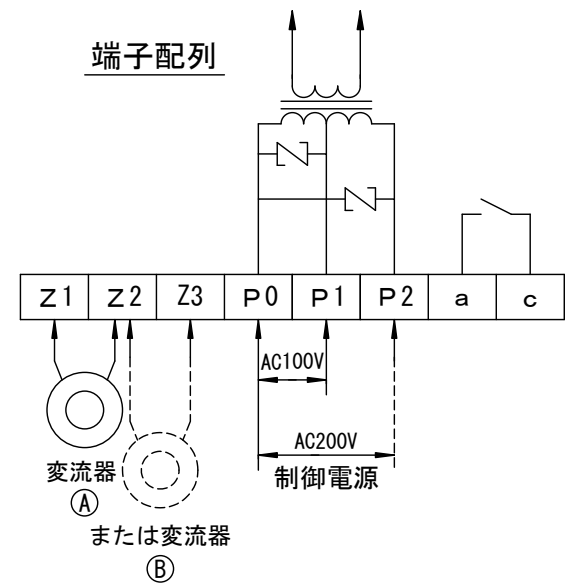 端子配列
Z1 Z2 Z3 P0 P1 P2 a c
AC100V
AC200V
制御電源
変流器
Ⓐ
または変流器
Ⓑ